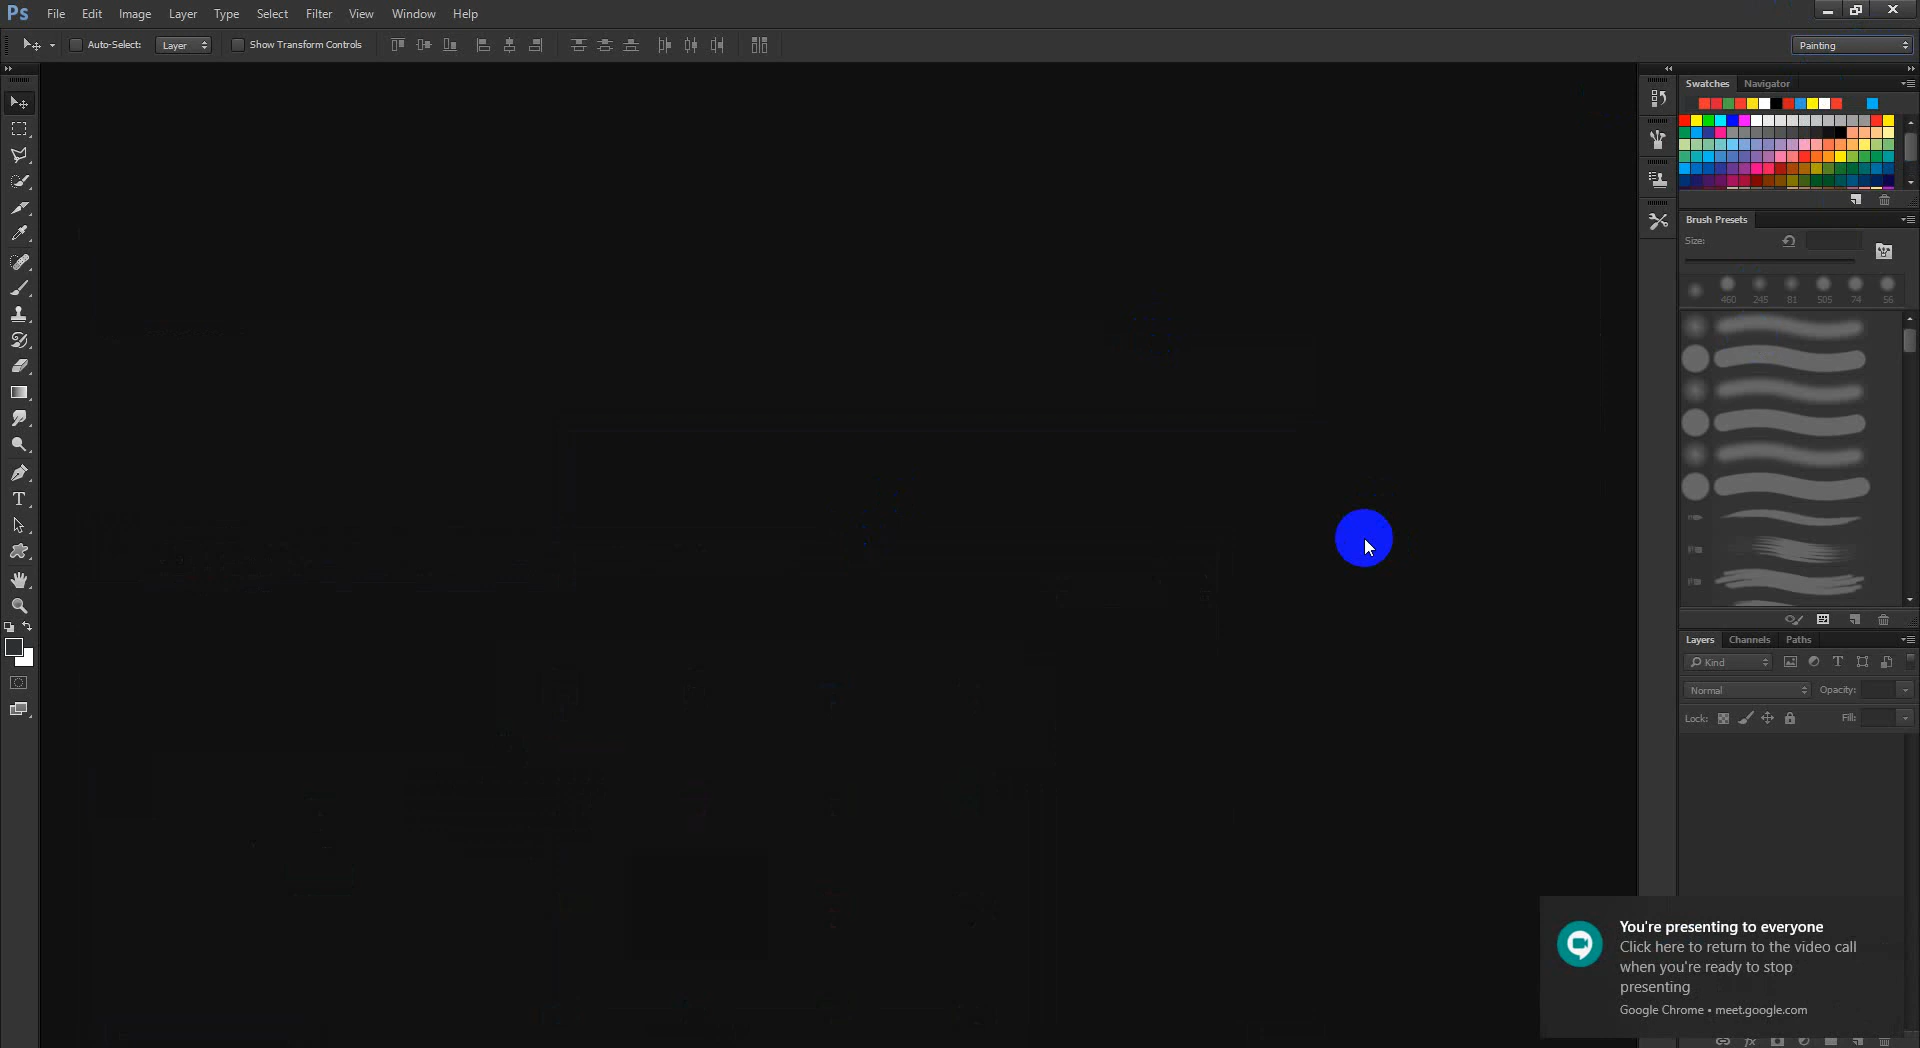 Ps File Edit Image Layer Type Select Filter View Window Help
Auto-Select: Layer Show Transform Controls Painting
Swatches Navigator
Brush Presets
Size:
460 245 81 505 74 56
T
Layers Channels Paths
Kind T
Normal Opacity:
Lock: Fill:
You're presenting to everyone
Click here to return to the video call
when you're ready to stop
presenting
Google Chrome • meet.google.com
fx